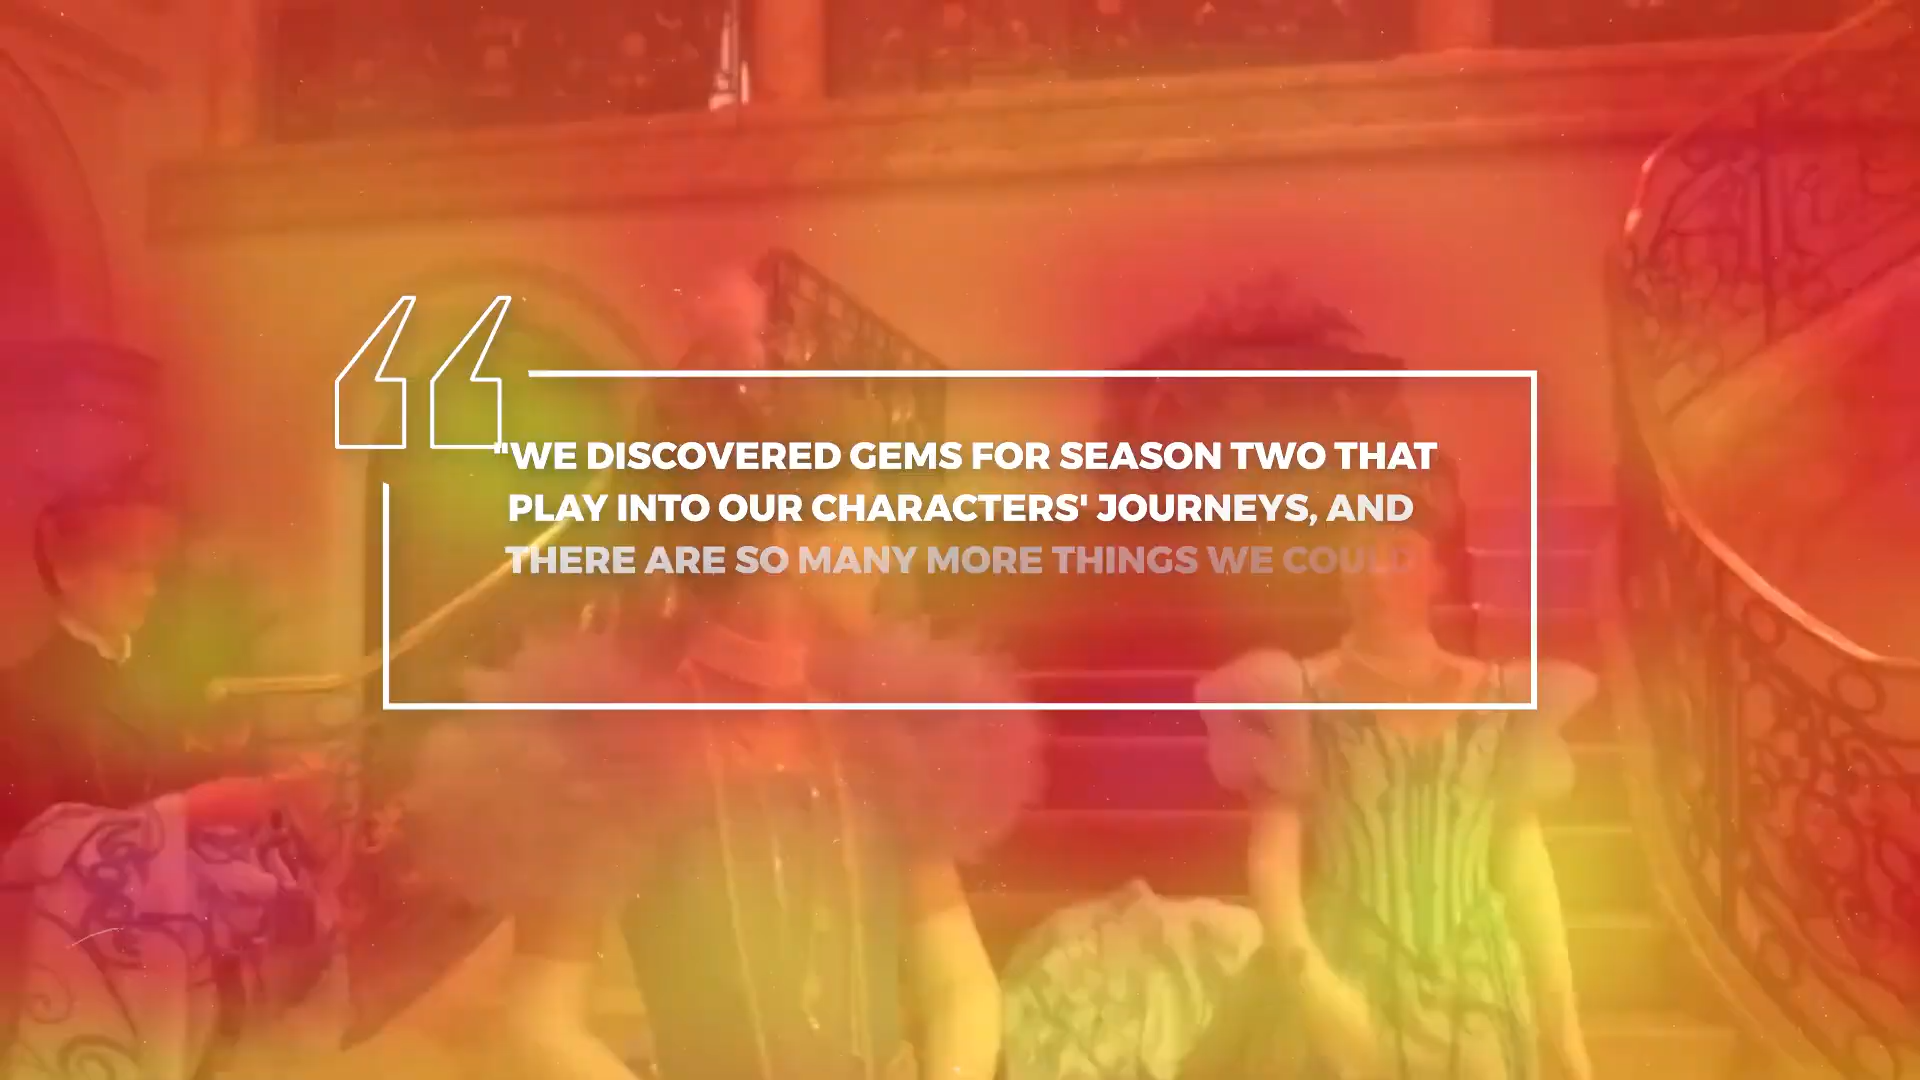 "WE DISCOVERED GEMS FOR SEASON TWO THAT
PLAY INTO OUR CHARACTERS' JOURNEYS, AND
THERE ARE SO MANY MORE THINGS WE COULD